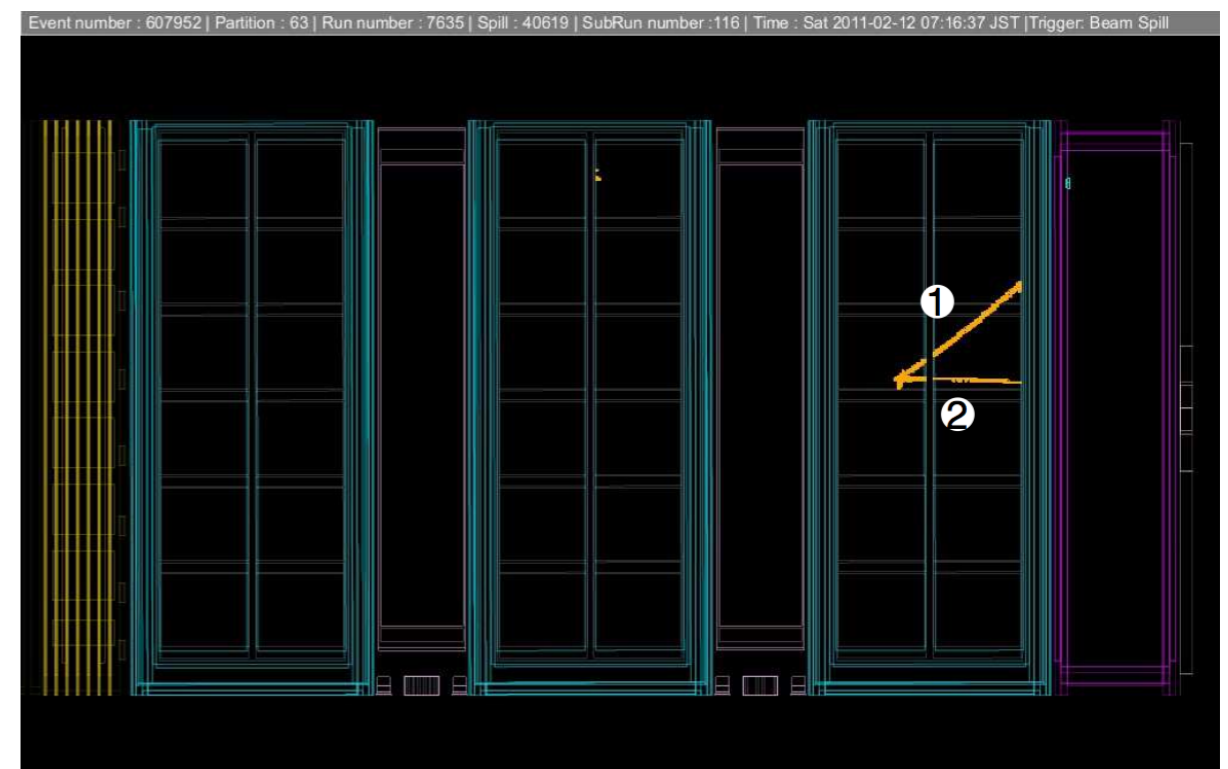 Event number : 607952 | Partition : 63 | Run number : 7635 | Spill : 40619 | SubRun number :116 | Time : Sat 2011-02-12 07:16:37 JST |Trigger: Beam Spill
1
2